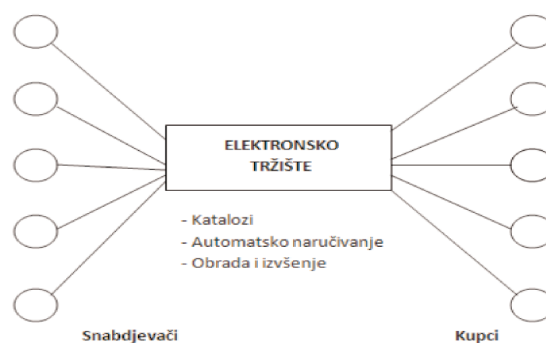 ELEKTRONSKO
TRŽIŠTE
- Katalozi
- Automatsko naručivanje
- Obrada i izvšenje
Snabdjevači
Kupci